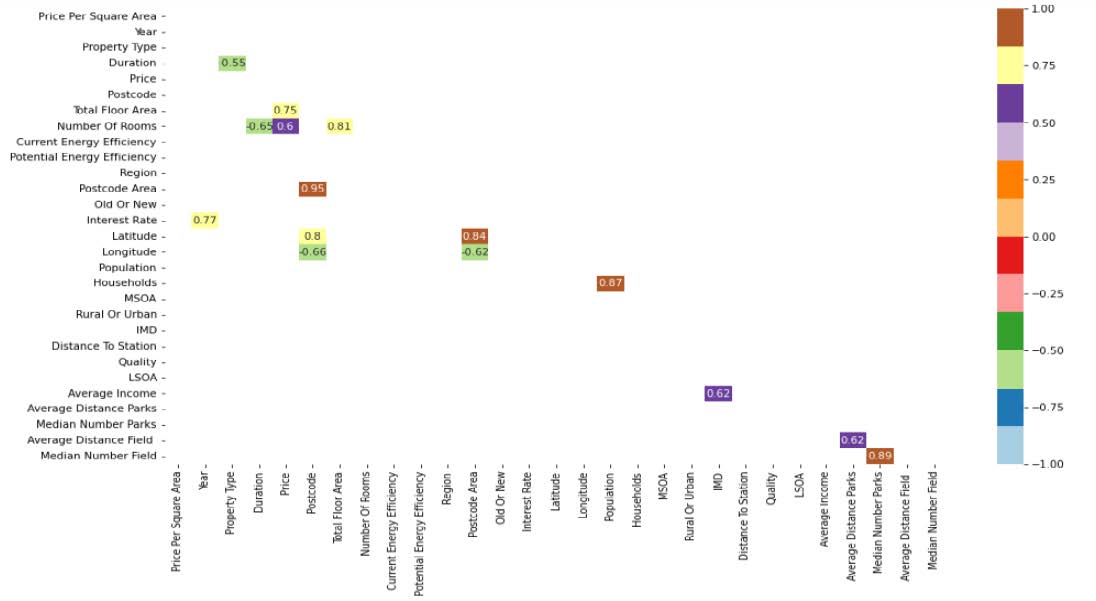 Price Per Square Area
Year
Property Type
Duration
Price
Postcode
Total Floor Area
Number Of Rooms
Current Energy Efficiency
Potential Energy Efficiency
Region
Postcode Area
Old Or New
Interest Rate
Latitude
Longitude
Population
Households
MSOA
Rural Or Urban
IMD
Distance To Station
Quality
LSOA
Average Income
Average Distance Parks
Median Number Parks
Average Distance Field
Median Number Field
0.55
0.75
-0.65 0.6 0.81
0.95
0.77
0.8 0.84
-0.66 -0.62
0.87
0.62
0.62
0.89
Price Per Square Area
Year
Property Type
Duration
Price
Postcode
Total Floor Area
Number Of Rooms
Current Energy Efficiency
Potential Energy Efficiency
Region
Postcode Area
Old Or New
Interest Rate
Latitude
Longitude
Population
Households
MSOA
Rural Or Urban
IMD
Distance To Station
Quality
LSOA
Average Income
Average Distance Parks
Median Number Parks
Average Distance Field
Median Number Field
1.00
0.75
0.50
0.25
0.00
−0.25
−0.50
−0.75
−1.00